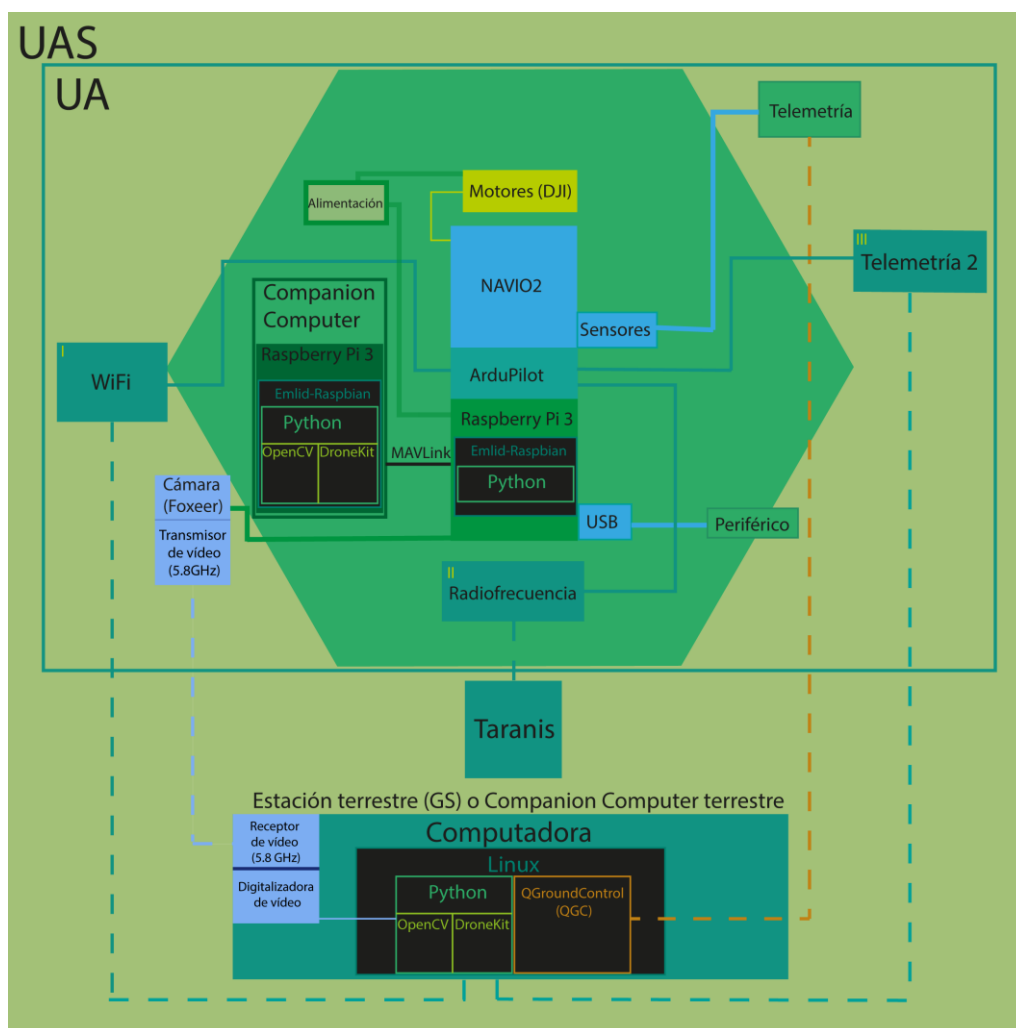 UAS
UA
Telemetría
Motores (DJI)
Alimentación
III
Telemetría 2
NAVIO2
Companion
Computer
Sensores
I
WiFi
Raspberry Pi 3
ArduPilot
Emlid-Raspbian
Python
OpenCV
DroneKit
MAVLink
Raspberry Pi 3
Emlid-Raspbian
Python
Cámara
(Foxeer)
Transmisor
de vídeo
(5.8GHz)
USB
Periférico
II
Radiofrecuencia
Taranis
Estación terrestre (GS) o Companion Computer terrestre
Receptor
de vídeo
(5.8 GHz)
Computadora
Linux
Digitalizadora
de vídeo
Python
OpenCV
DroneKit
QGroundControl
(QGC)